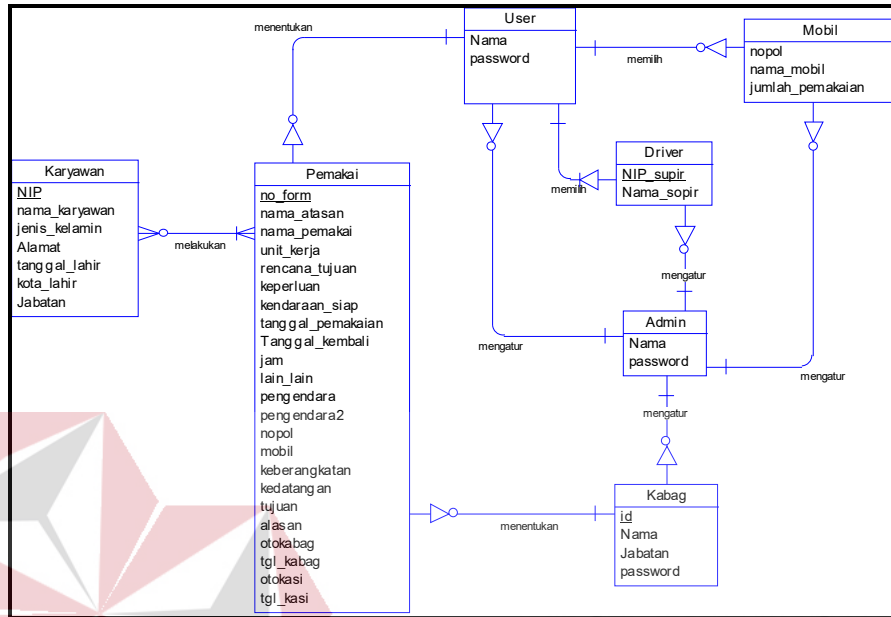 User
Nama
password
Mobil
nopol
nama_mobil
jumlah_pemakaian
menentukan
memilih
Driver
NIP_supir
Nama_sopir
memilih
Karyawan
NIP
nama_karyawan
jenis_kelamin
Alamat
tanggal_lahir
kota_lahir
Jabatan
melakukan
Pemakai
no_form
nama_atasan
nama_pemakai
unit_kerja
rencana_tujuan
keperluan
kendaraan_siap
tanggal_pemakaian
Tanggal_kembali
jam
lain_lain
pengendara
pengendara2
nopol
mobil
keberangkatan
kedatangan
tujuan
alasan
otokabag
tgl_kabag
otokasi
tgl_kasi
mengatur
Admin
Nama
password
mengatur
mengatur
mengatur
Kabag
id
Nama
Jabatan
password
menentukan